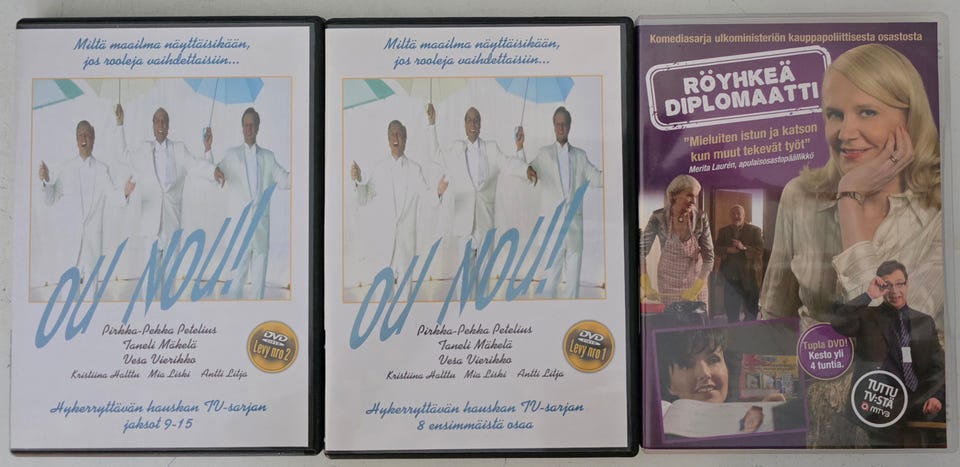 Miltä maailma näyttäisikään,
jos rooleja vaihdettaisiin...
OU NOU!
Pirkka-Pekka Petelius
Taneli Mäkelä
Vesa Vierikko
Kristiina Halttu Mia Liski Antti Litja
DVD
VIDEO
Levy nro 2
Hykerryttävän hauskan TV-sarjan
jaksot 9-15
Miltä maailma näyttäisikään,
jos rooleja vaihdettaisiin...
OU NOU!
Pirkka-Pekka Petelius
Taneli Mäkelä
Vesa Vierikko
Kristiina Halttu Mia Liski Antti Litja
DVD
VIDEO
Levy nro 1
Hykerryttävän hauskan TV-sarjan
8 ensimmäistä osaa
Komediasarja ulkoministeriön kauppapoliittisesta osastosta
RÖYHKEÄ
DIPLOMAATTI
"Mieluiten istun ja katson
kun muut tekevät työt"
Merita Laurén, apulaisosastopäällikkö
Tupla DVD!
Kesto yli
4 tuntia.
TUTTU
TV:STÄ
MTV3